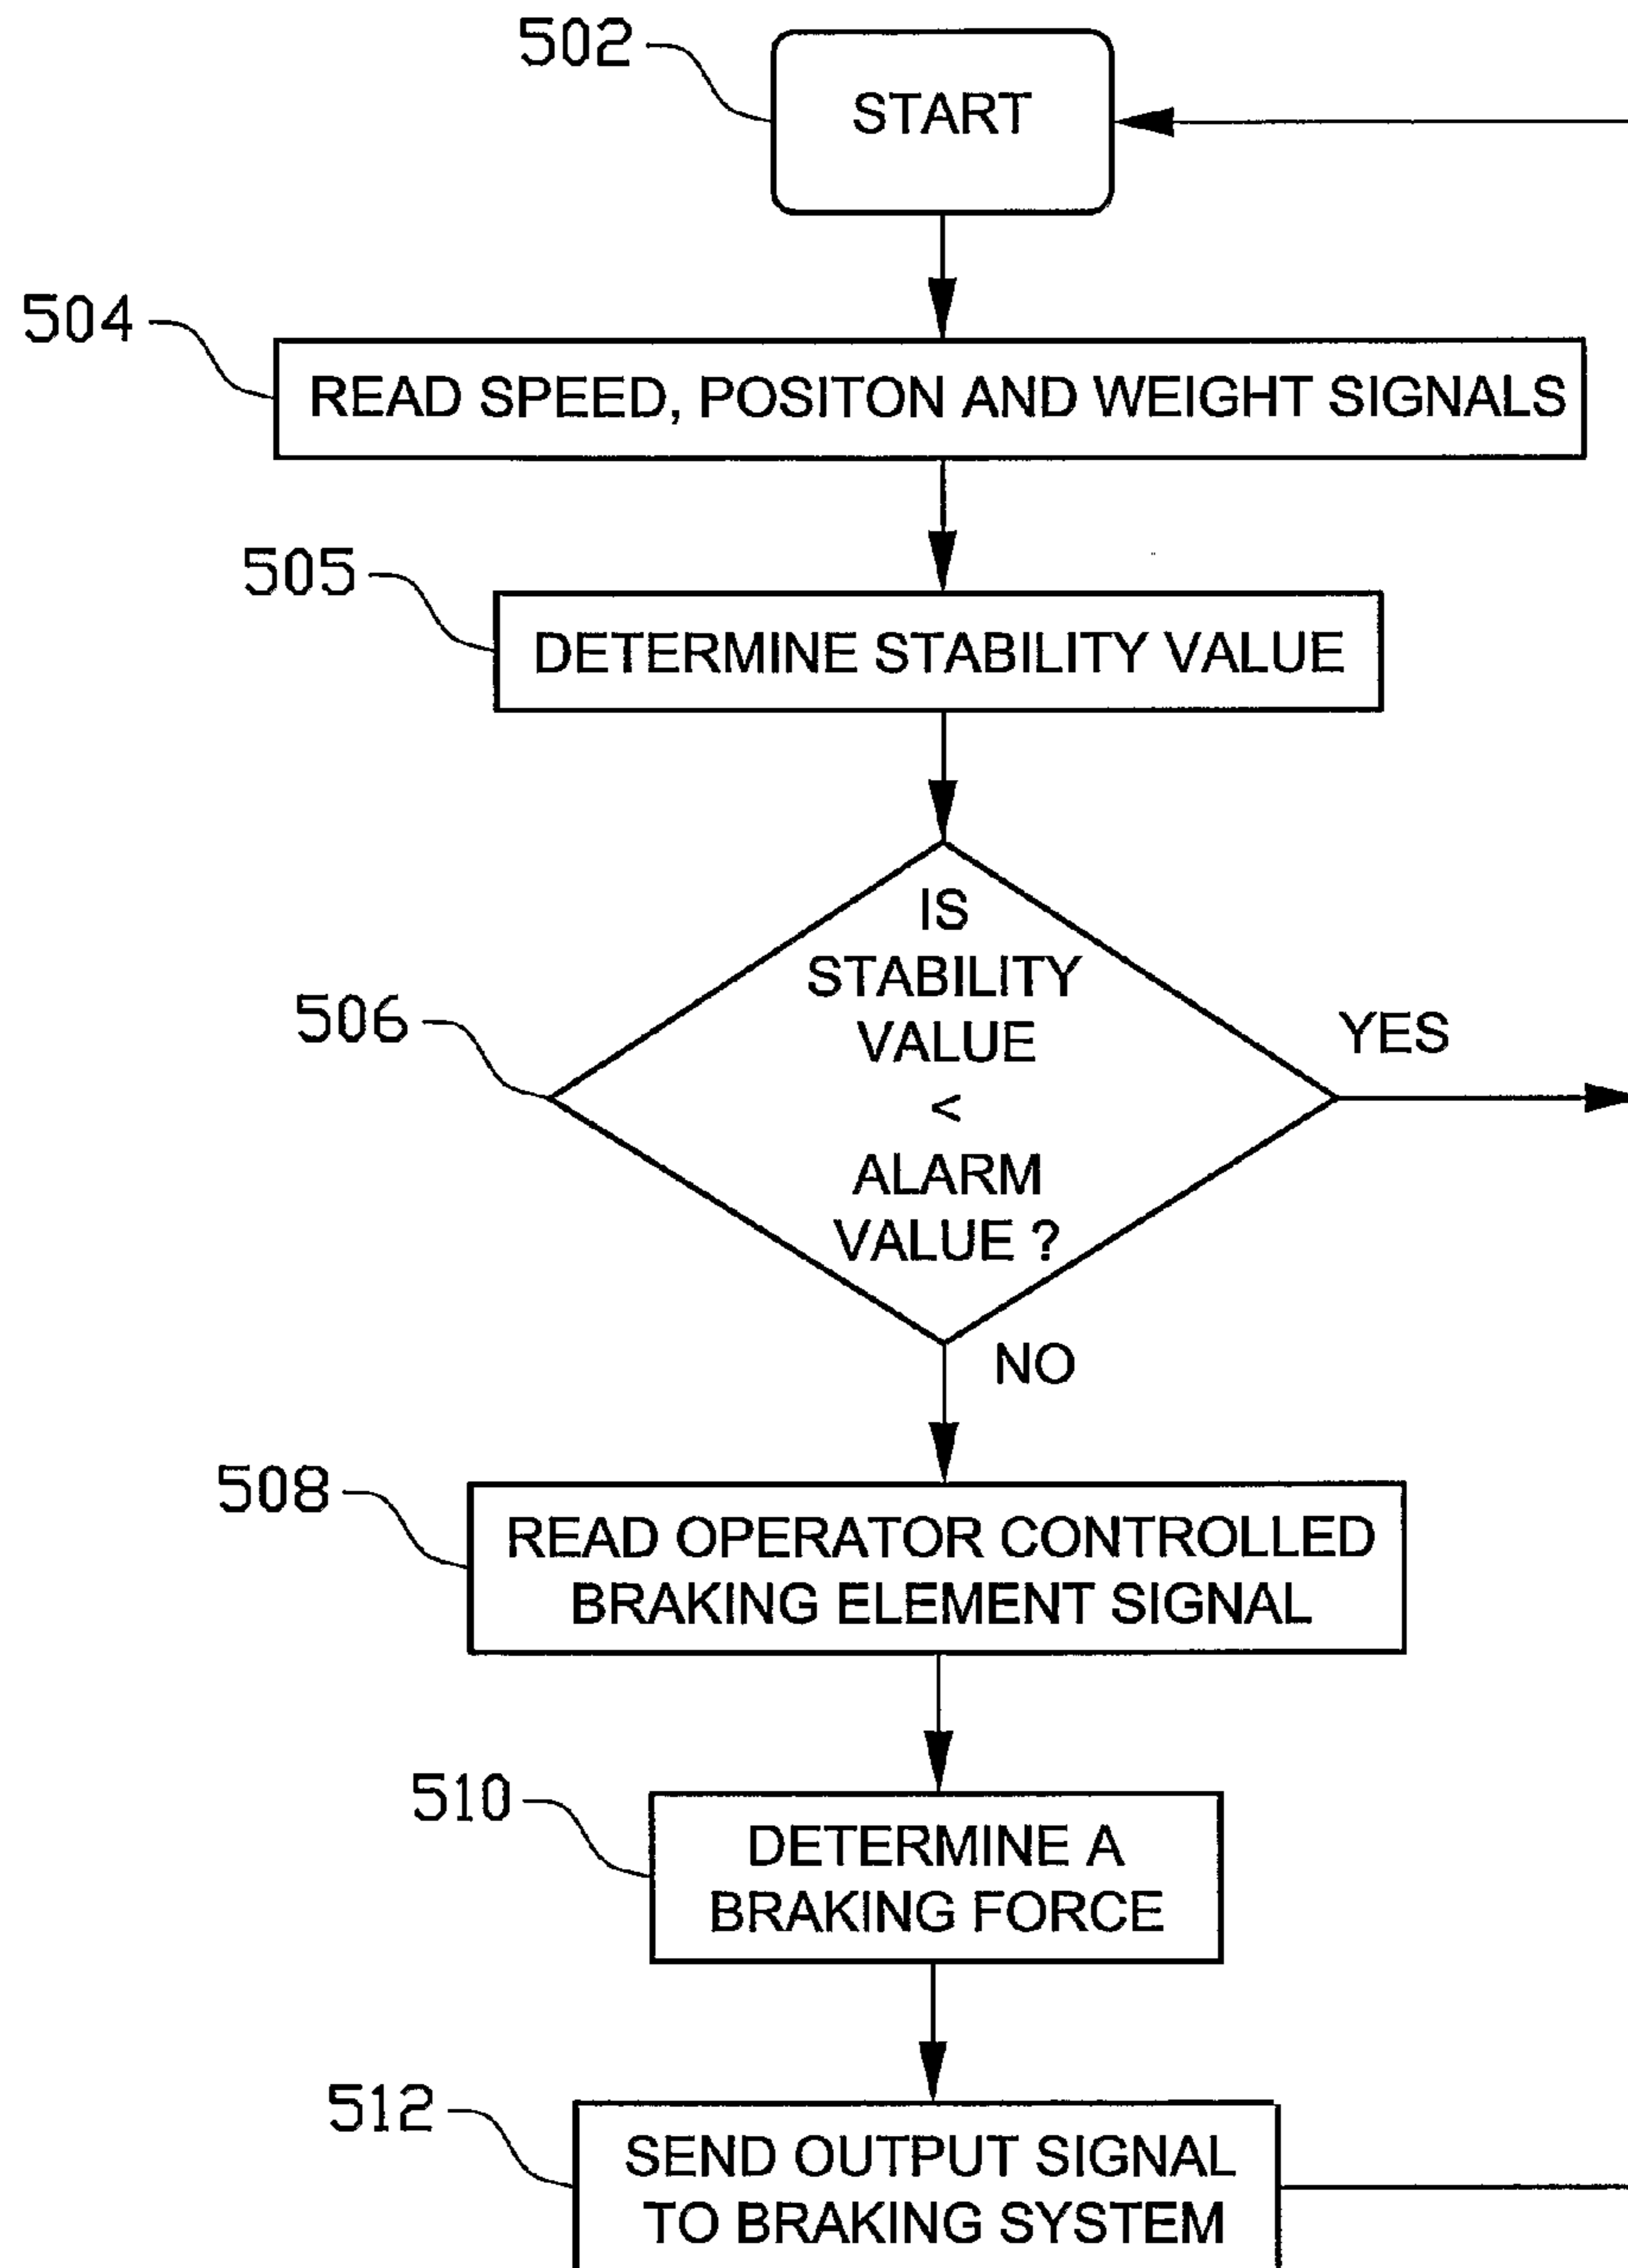 502
START
504
READ SPEED, POSITON AND WEIGHT SIGNALS
505
DETERMINE STABILITY VALUE
506
IS
STABILITY
VALUE
<
ALARM
VALUE ?
YES
NO
508
READ OPERATOR CONTROLLED
BRAKING ELEMENT SIGNAL
510
DETERMINE A
BRAKING FORCE
512
SEND OUTPUT SIGNAL
TO BRAKING SYSTEM